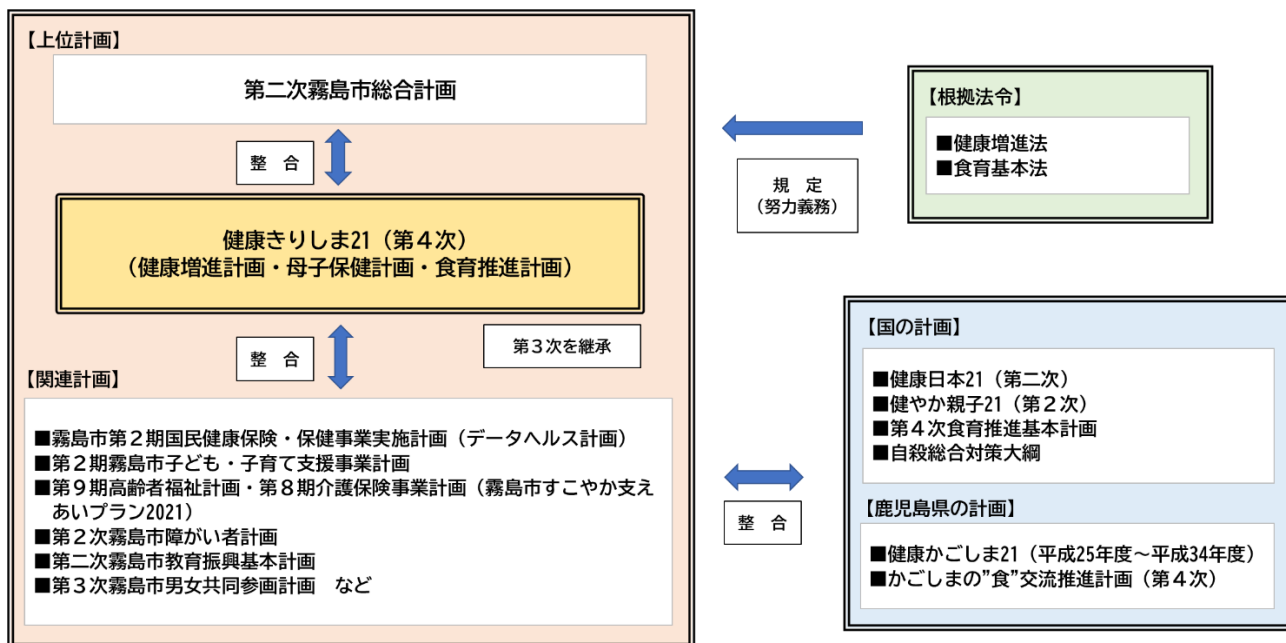 【上位計画】
第二次霧島市総合計画
整　合
健康きりしま21（第４次）
（健康増進計画・母子保健計画・食育推進計画）
整　合
第３次を継承
【関連計画】
■霧島市第２期国民健康保険・保健事業実施計画（データヘルス計画）
■第２期霧島市子ども・子育て支援事業計画
■第９期高齢者福祉計画・第８期介護保険事業計画（霧島市すこやか支え
あいプラン2021）
■第２次霧島市障がい者計画
■第二次霧島市教育振興基本計画
■第３次霧島市男女共同参画計画　など
【根拠法令】
■健康増進法
■食育基本法
規　定
（努力義務）
【国の計画】
■健康日本21（第二次）
■健やか親子21（第２次）
■第４次食育推進基本計画
■自殺総合対策大綱
【鹿児島県の計画】
■健康かごしま21（平成25年度～平成34年度）
■かごしまの”食”交流推進計画（第４次）
整　合